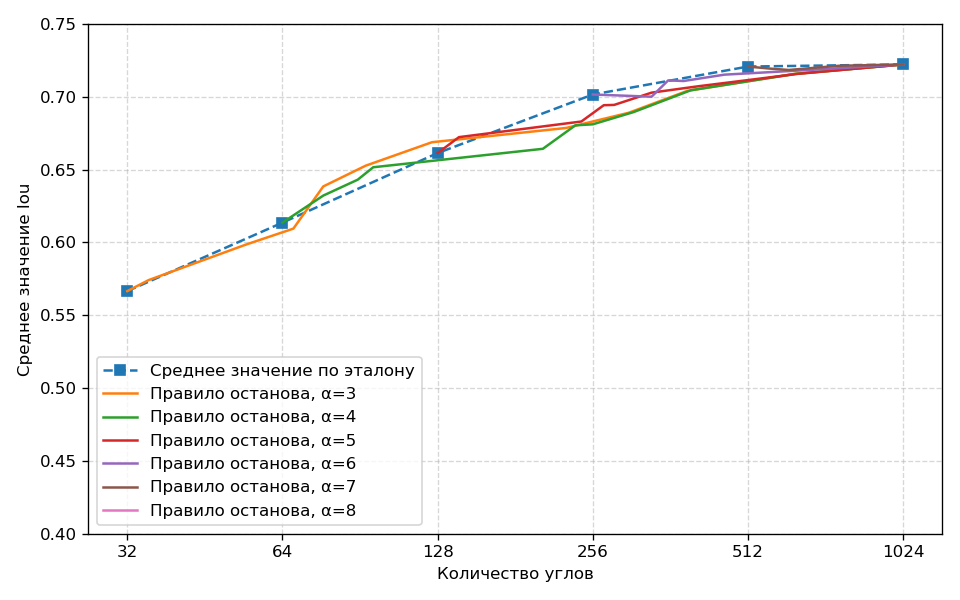 0.75
0.70
0.65
0.60
0.55
0.50
0.45
0.40
Среднее значение Iou
Среднее значение по эталону
Правило останова, α=3
Правило останова, α=4
Правило останова, α=5
Правило останова, α=6
Правило останова, α=7
Правило останова, α=8
32 64 128 256 512 1024
Количество углов